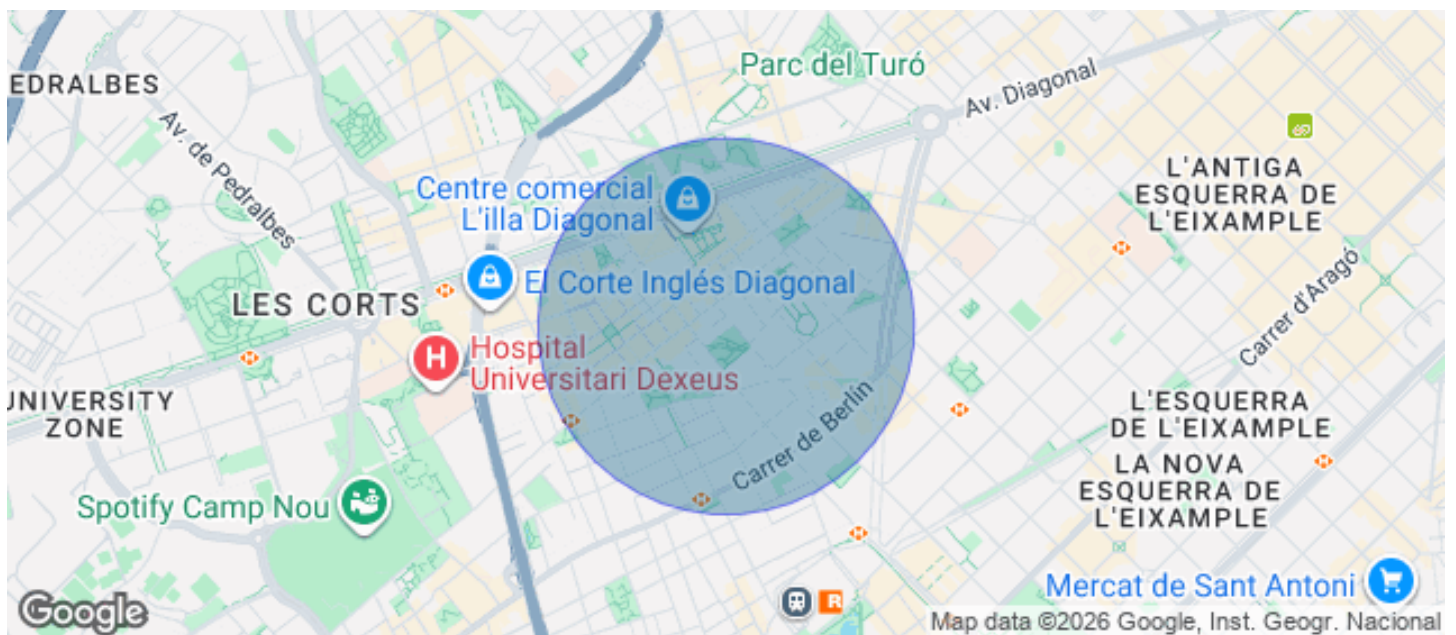 Parc del Turó
EDRALBES
Av. Diagonal
Av. de Pedralbes
L'ANTIGA
ESQUERRA DE
L'EIXAMPLE
Centre comercial
L'illa Diagonal
El Corte Inglés Diagonal
LES CORTS
Carrer d'Aragó
Hospital
Universitari Dexeus
H
UNIVERSITY
ZONE
L'ESQUERRA
DE L'EIXAMPLE
Carrer de Berlín
LA NOVA
ESQUERRA DE
L'EIXAMPLE
Spotify Camp Nou
Mercat de Sant Antoni
R
Google
Map data ©2026 Google, Inst. Geogr. Nacional